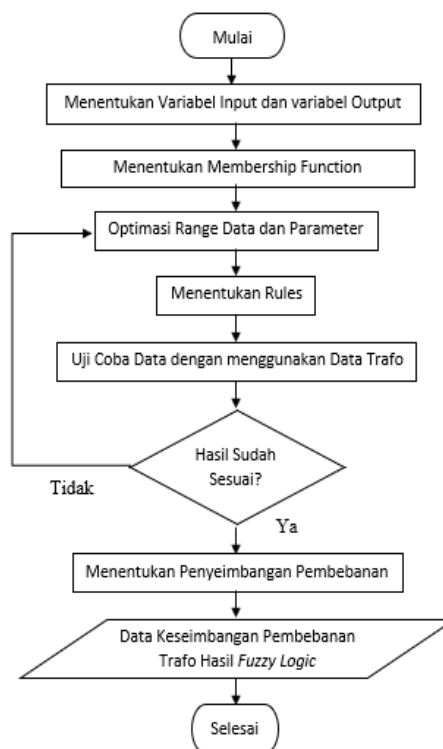 Mulai
Menentukan Variabel Input dan variabel Output
Menentukan Membership Function
Optimasi Range Data dan Parameter
Menentukan Rules
Uji Coba Data dengan menggunakan Data Trafo
Hasil Sudah
Sesuai?
Tidak
Ya
Menentukan Penyeimbangan Pembebanan
Data Keseimbangan Pembebanan
Trafo Hasil Fuzzy Logic
Selesai